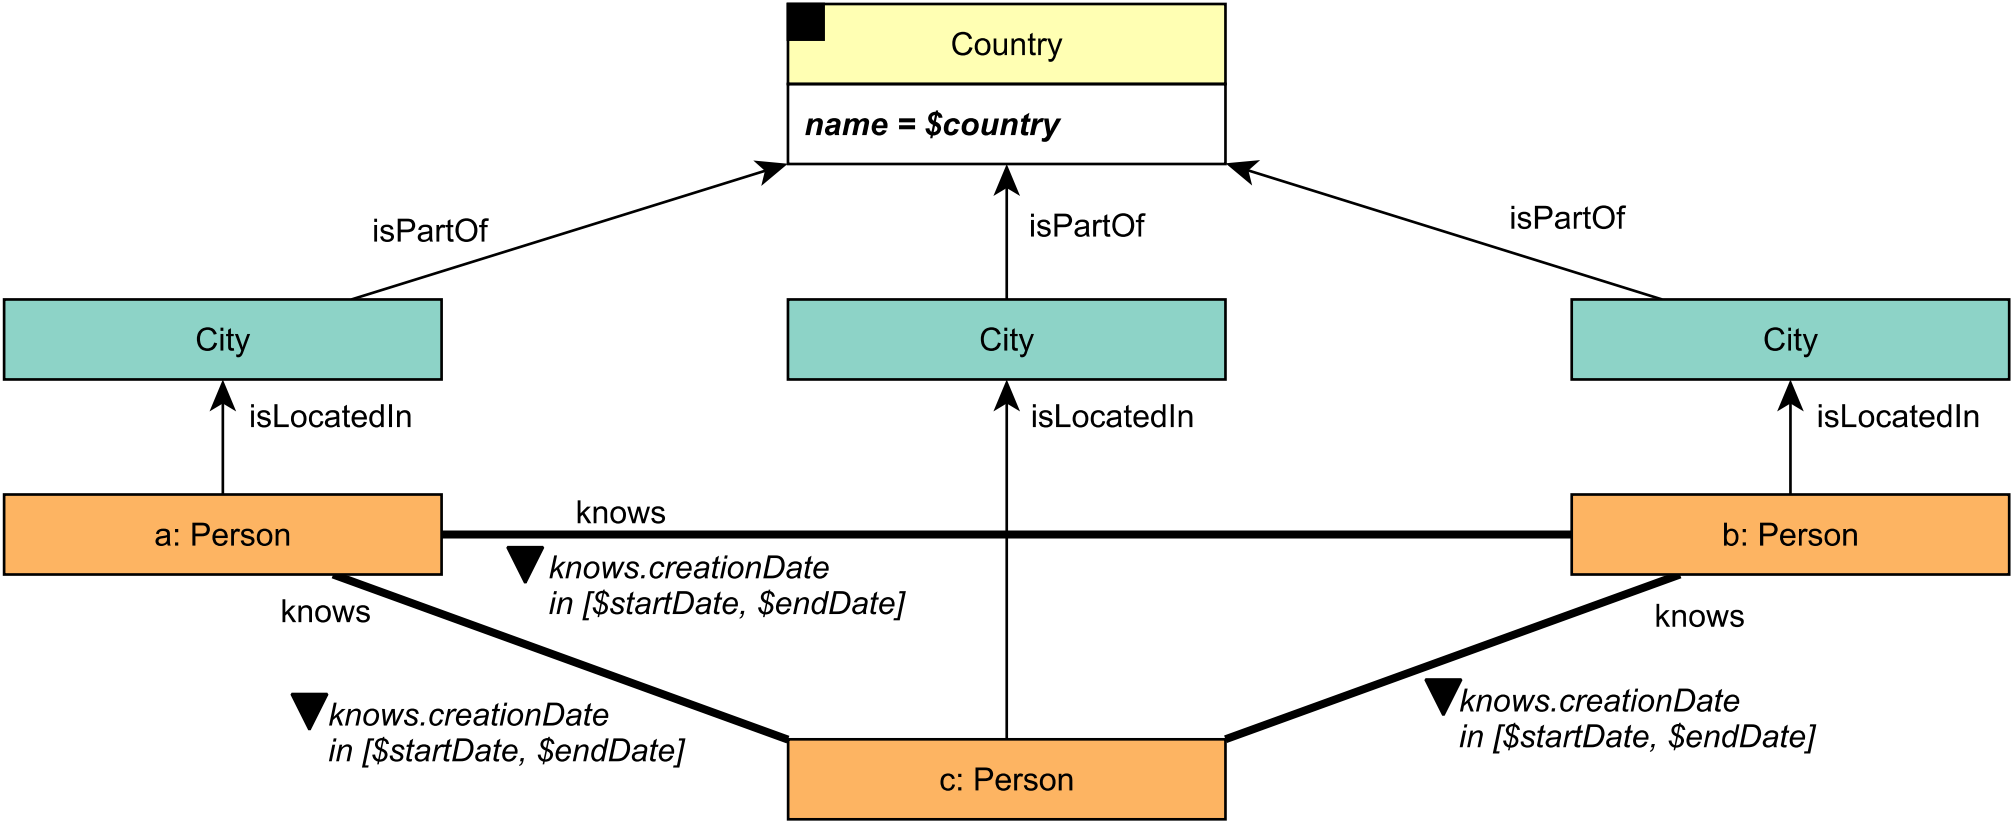 Country
name = $country
isPartOf
isPartOf
isPartOf
City
City
City
isLocatedIn
isLocatedIn
isLocatedIn
a: Person
knows
b: Person
knows.creationDate
in [$startDate, $endDate]
knows
knows
knows.creationDate
in [$startDate, $endDate]
knows.creationDate
in [$startDate, $endDate]
c: Person